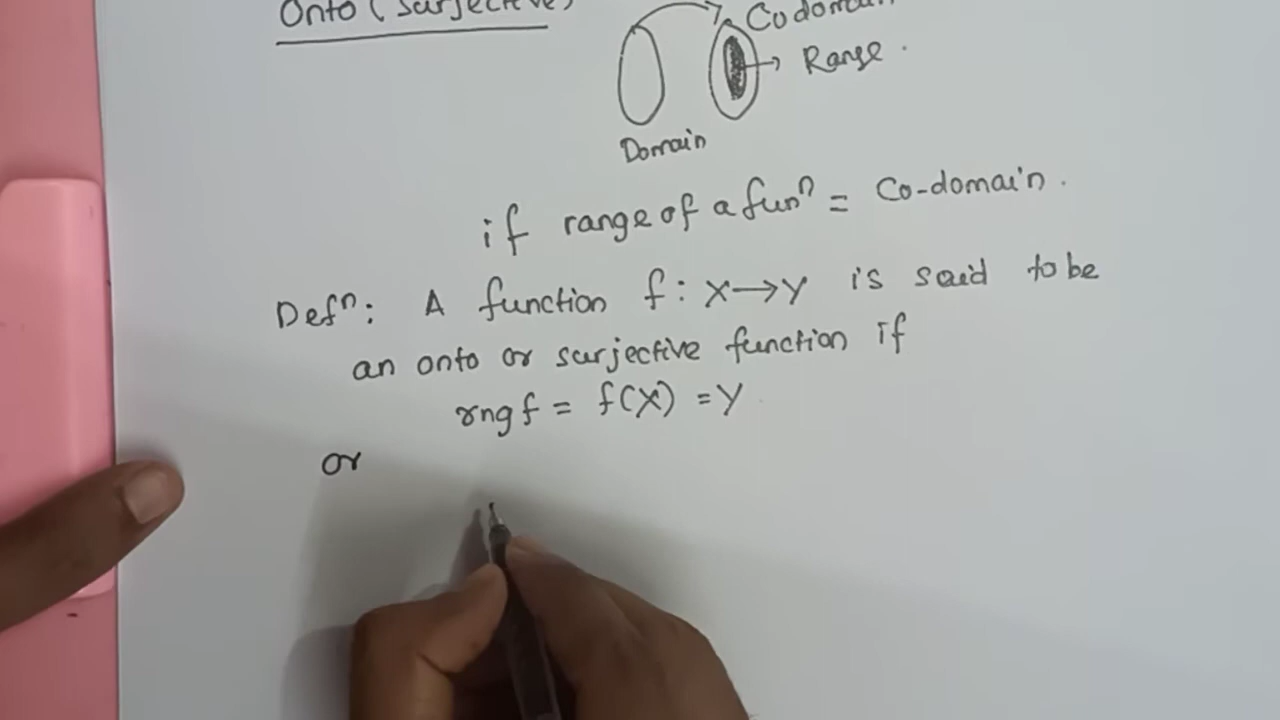 Onto (Surjective)
Codomain
Range.
Domain
if range of a funⁿ = Co-domain.
Defⁿ: A function f: X→Y is said to be
an onto or surjective function if
rng f = f(X) = Y
or